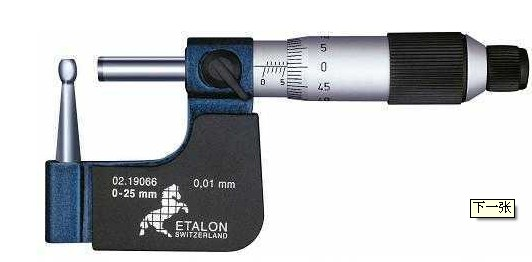 5
0
45
0 5
02.19066 0,01 mm
0-25 mm
ETALON
SWITZERLAND
下一张